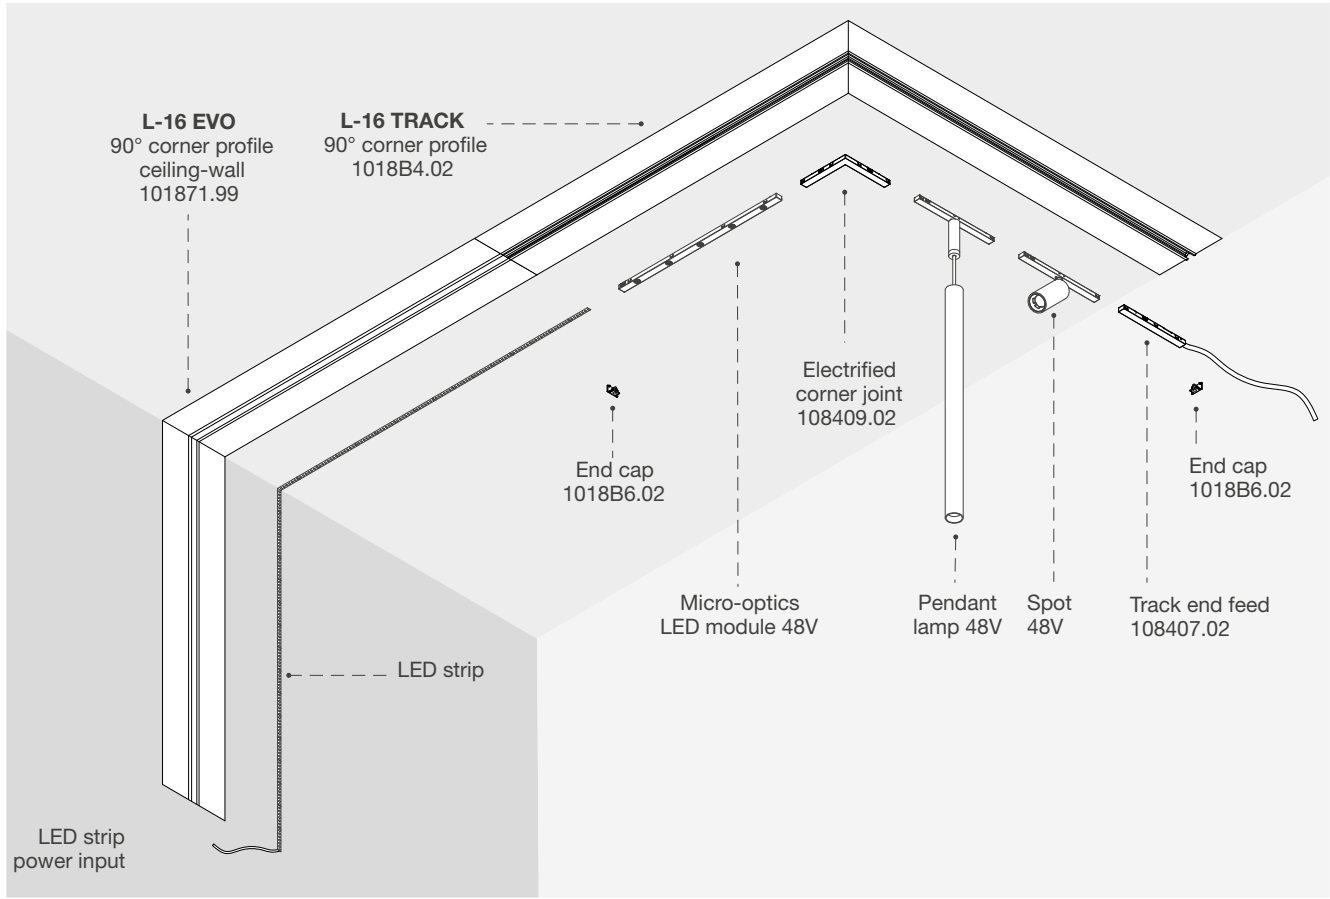 L-16 EVO
90° corner profile
ceiling-wall
101871.99
L-16 TRACK
90° corner profile
1018B4.02
Electrified
corner joint
108409.02
End cap
1018B6.02
End cap
1018B6.02
Micro-optics
LED module 48V
Pendant
lamp 48V
Spot
48V
Track end feed
108407.02
LED strip
LED strip
power input